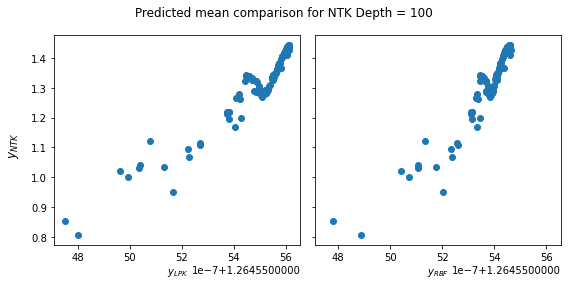 Predicted mean comparison for NTK Depth = 100
1.4
1.3
1.2
1.1
1.0
0.9
0.8
y_NTK
48 50 52 54 56 48 50 52 54 56
y_LPK 1e-7+1.2645500000 y_RBF 1e-7+1.2645500000